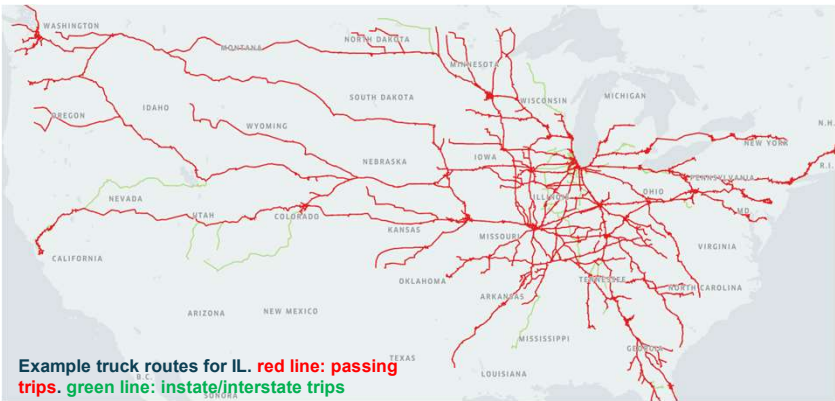 WASHINGTON
MONTANA
NORTH DAKOTA
MINNESOTA
OREGON
IDAHO
SOUTH DAKOTA
WISCONSIN
MICHIGAN
N.H.
WYOMING
NEW YORK
NEBRASKA
IOWA
R.I.
PENNSYLVANIA
NEVADA
UTAH
COLORADO
ILLINOIS
OHIO
MD.
KANSAS
MISSOURI
VIRGINIA
CALIFORNIA
OKLAHOMA
TENNESSEE
NORTH CAROLINA
ARKANSAS
ARIZONA
NEW MEXICO
MISSISSIPPI
GEORGIA
TEXAS
LOUISIANA
Example truck routes for IL. red line: passing
B.C.
trips. green line: instate/interstate trips
SONORA